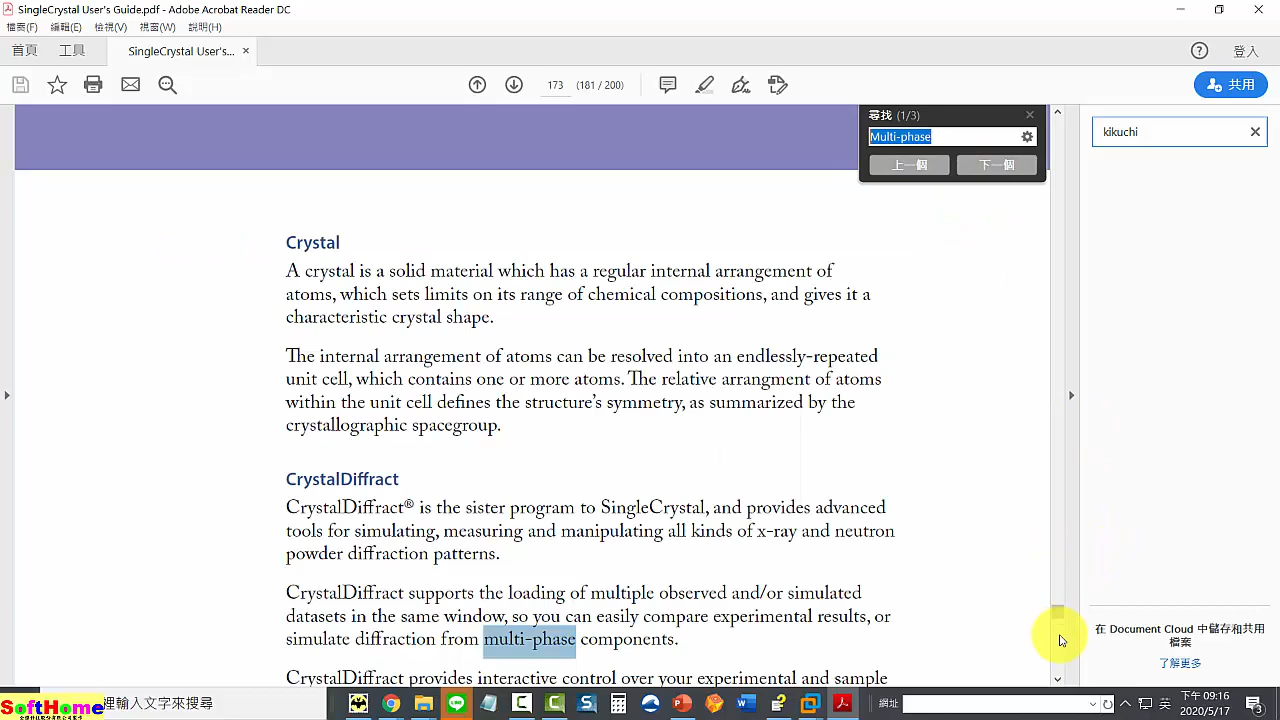 SingleCrystal User's Guide.pdf - Adobe Acrobat Reader DC
檔案(F) 編輯(E) 檢視(V) 視窗(W) 說明(H)
首頁 工具 SingleCrystal User's... × 登入
173 (181 / 200) 共用
尋找 (1/3)
Multi-phase
上一個 下一個
kikuchi
Crystal
A crystal is a solid material which has a regular internal arrangement of
atoms, which sets limits on its range of chemical compositions, and gives it a
characteristic crystal shape.
The internal arrangement of atoms can be resolved into an endlessly-repeated
unit cell, which contains one or more atoms. The relative arrangment of atoms
within the unit cell defines the structure's symmetry, as summarized by the
crystallographic spacegroup.
CrystalDiffract
CrystalDiffract® is the sister program to SingleCrystal, and provides advanced
tools for simulating, measuring and manipulating all kinds of x-ray and neutron
powder diffraction patterns.
CrystalDiffract supports the loading of multiple observed and/or simulated
datasets in the same window, so you can easily compare experimental results, or
simulate diffraction from multi-phase components.
CrystalDiffract provides interactive control over your experimental and sample
在 Document Cloud 中儲存和共用
檔案
了解更多
SoftHome
裡輸入文字來搜尋
網址
英
下午 09:16
2020/5/17
3